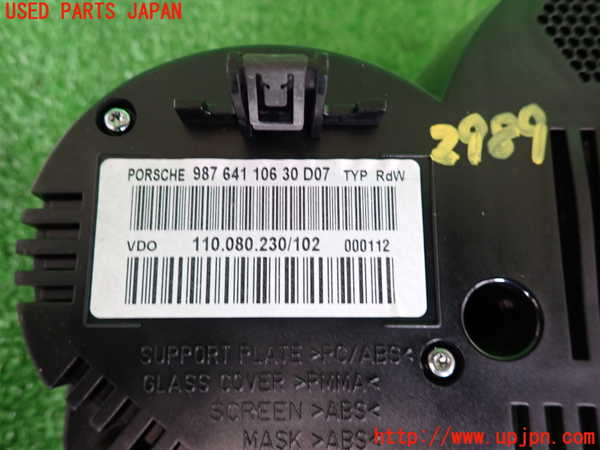 USED PARTS JAPAN
2989
PORSCHE 987 641 106 30 D07 TYP RdW
VDO 110.080.230/102 000112
SUPPORT PLATE >PC/ABS<
GLASS COVER >PMMA<
SCREEN >ABS<
MASK >ABS<
http://www.upjpn.com